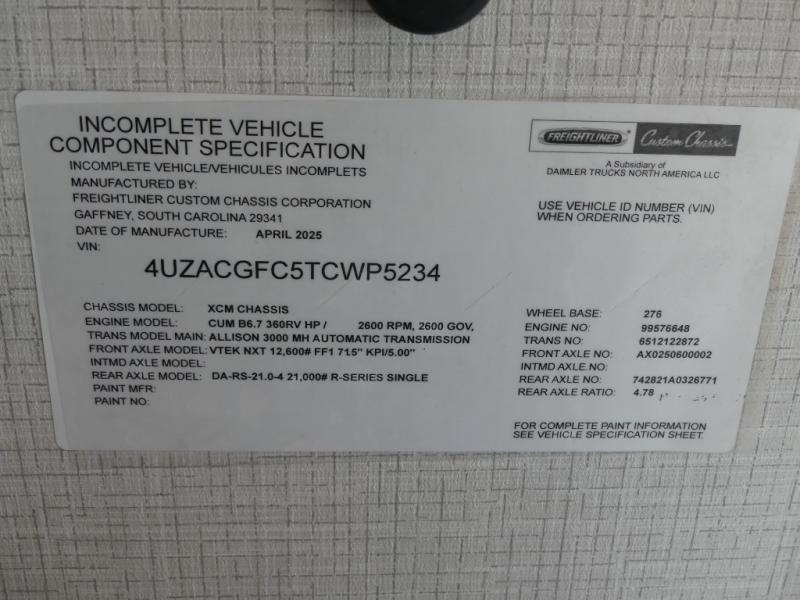 INCOMPLETE VEHICLE
COMPONENT SPECIFICATION
INCOMPLETE VEHICLE/VEHICULES INCOMPLETS
MANUFACTURED BY:
FREIGHTLINER CUSTOM CHASSIS CORPORATION
GAFFNEY, SOUTH CAROLINA 29341
DATE OF MANUFACTURE: APRIL 2025
VIN:
4UZACGFC5TCWP5234
FREIGHTLINER Custom Chassis
A Subsidiary of
DAIMLER TRUCKS NORTH AMERICA LLC
USE VEHICLE ID NUMBER (VIN)
WHEN ORDERING PARTS.
CHASSIS MODEL: XCM CHASSIS
ENGINE MODEL: CUM B6.7 360RV HP / 2600 RPM, 2600 GOV,
TRANS MODEL MAIN: ALLISON 3000 MH AUTOMATIC TRANSMISSION
FRONT AXLE MODEL: VTEK NXT 12,600# FF1 71.5" KPI/5.00"
INTMD AXLE MODEL:
REAR AXLE MODEL: DA-RS-21.0-4 21,000# R-SERIES SINGLE
PAINT MFR:
PAINT NO:
WHEEL BASE: 276
ENGINE NO: 99576648
TRANS NO: 6512122872
FRONT AXLE NO: AX0250600002
INTMD AXLE.NO:
REAR AXLE NO: 742821A0326771
REAR AXLE RATIO: 4.78
FOR COMPLETE PAINT INFORMATION
SEE VEHICLE SPECIFICATION SHEET.